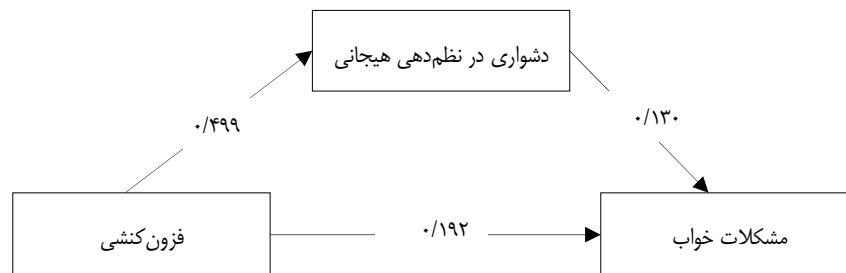 دشواری در نظم‌دهی هیجانی
۰/۴۹۹
۰/۱۳۰
فزون‌کنشی
۰/۱۹۲
مشکلات خواب